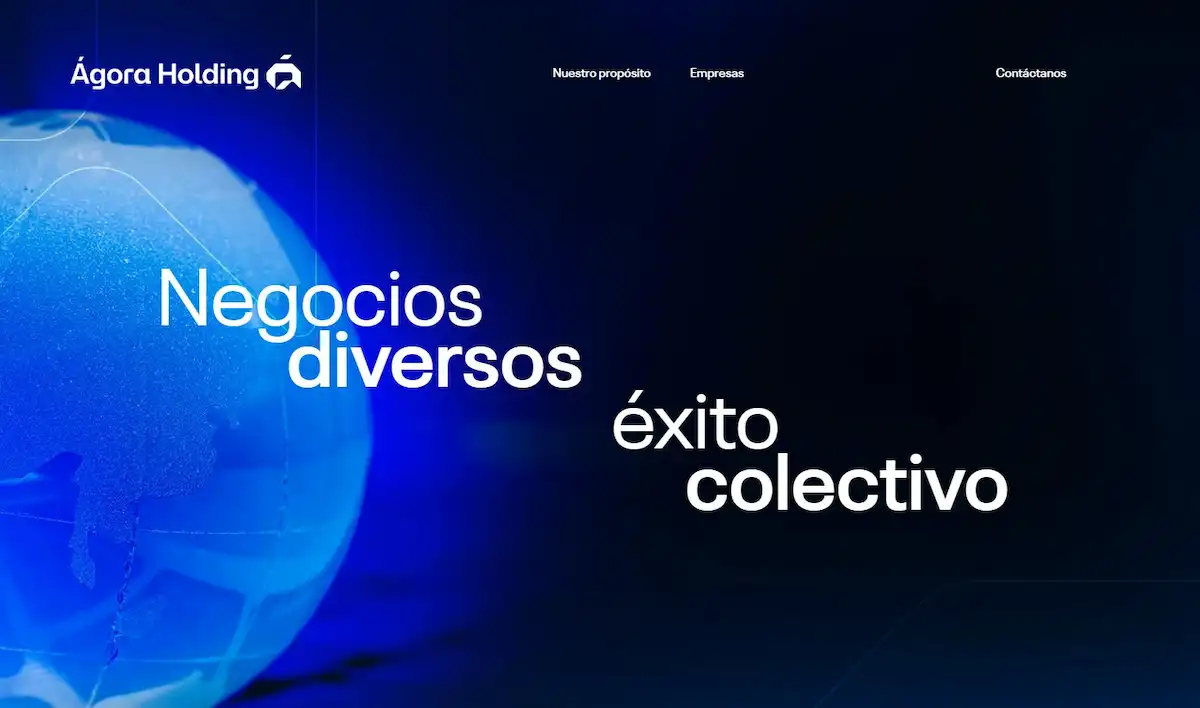 Ágora Holding
Nuestro propósito
Empresas
Contáctanos
Negocios
diversos
éxito
colectivo